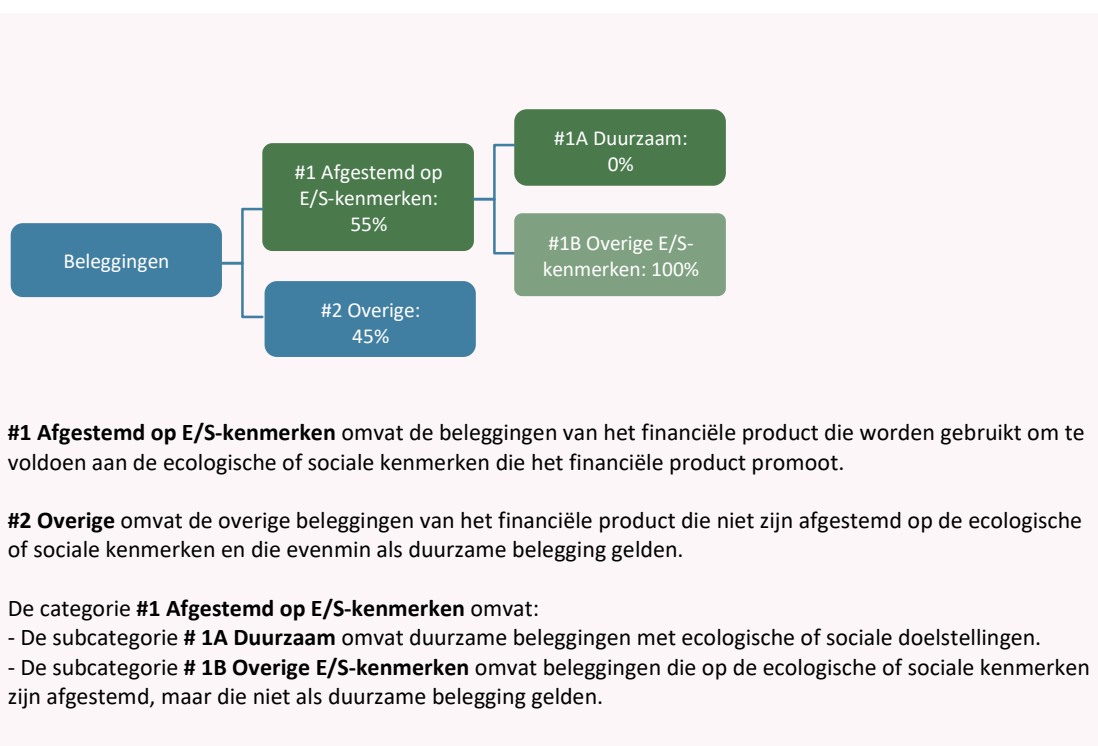 #1A Duurzaam:
0%
#1 Afgestemd op
E/S-kenmerken:
55%
#1B Overige E/S-
kenmerken: 100%
Beleggingen
#2 Overige:
45%
#1 Afgestemd op E/S-kenmerken omvat de beleggingen van het financiële product die worden gebruikt om te
voldoen aan de ecologische of sociale kenmerken die het financiële product promoot.
#2 Overige omvat de overige beleggingen van het financiële product die niet zijn afgestemd op de ecologische
of sociale kenmerken en die evenmin als duurzame belegging gelden.
De categorie #1 Afgestemd op E/S-kenmerken omvat:
- De subcategorie # 1A Duurzaam omvat duurzame beleggingen met ecologische of sociale doelstellingen.
- De subcategorie # 1B Overige E/S-kenmerken omvat beleggingen die op de ecologische of sociale kenmerken
zijn afgestemd, maar die niet als duurzame belegging gelden.